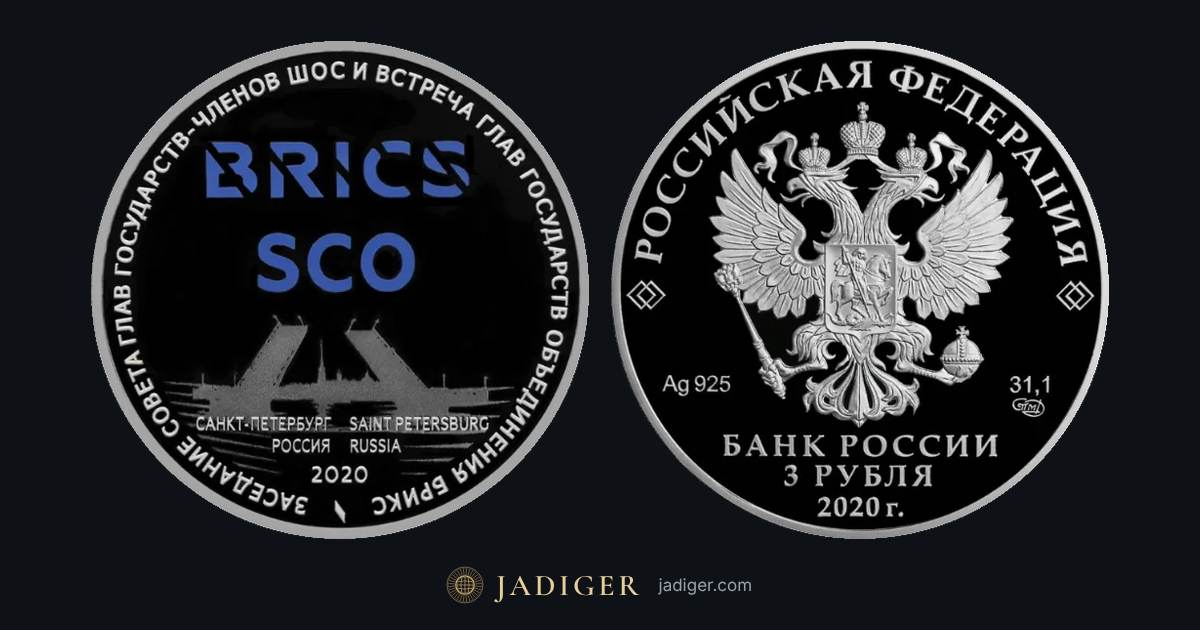 ЗАСЕДАНИЕ СОВЕТА ГЛАВ ГОСУДАРСТВ-ЧЛЕНОВ ШОС И ВСТРЕЧА ГЛАВ ГОСУДАРСТВ ОБЪЕДИНЕНИЯ БРИКС
BRICS
SCO
САНКТ-ПЕТЕРБУРГ SAINT PETERSBURG
РОССИЯ RUSSIA
2020
РОССИЙСКАЯ ФЕДЕРАЦИЯ
Ag 925 31,1
БАНК РОССИИ
3 РУБЛЯ
2020 г.
JADIGER jadiger.com